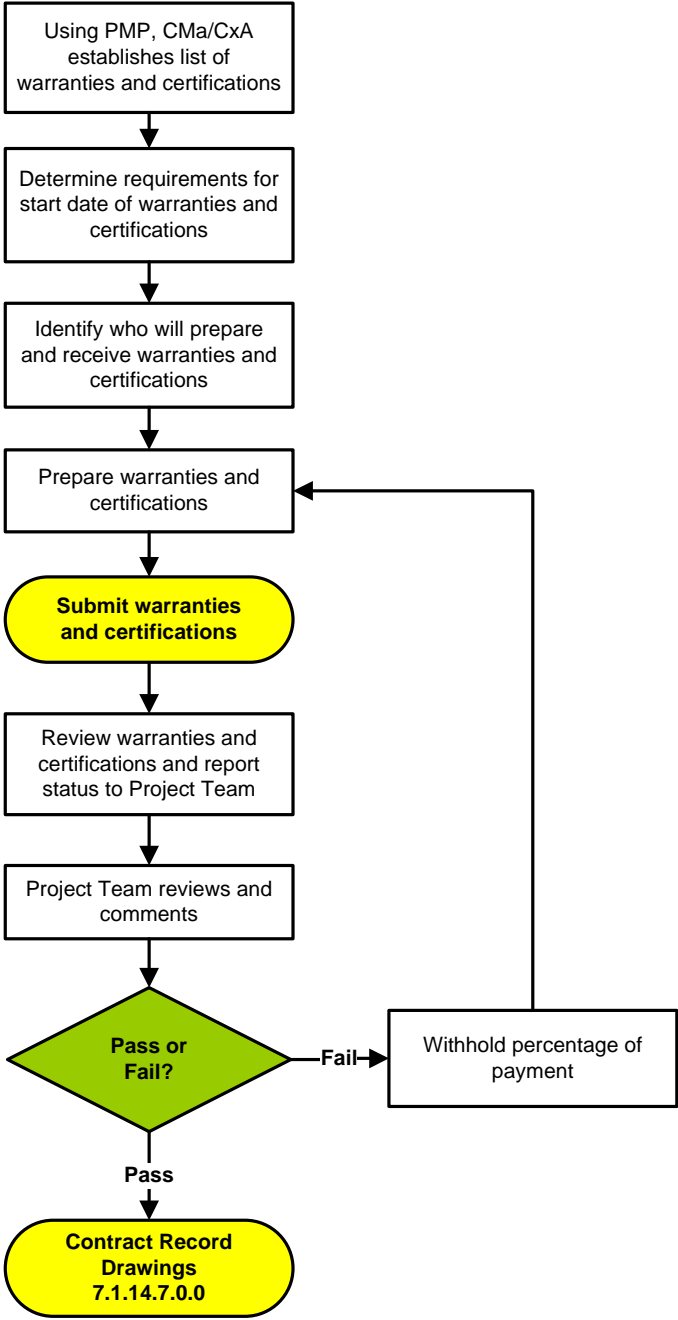 Using PMP, CMa/CxA
establishes list of
warranties and certifications
Determine requirements for
start date of warranties and
certifications
Identify who will prepare
and receive warranties and
certifications
Prepare warranties and
certifications
Submit warranties
and certifications
Review warranties and
certifications and report
status to Project Team
Project Team reviews and
comments
Pass or
Fail?
Fail
Withhold percentage of
payment
Pass
Contract Record
Drawings
7.1.14.7.0.0